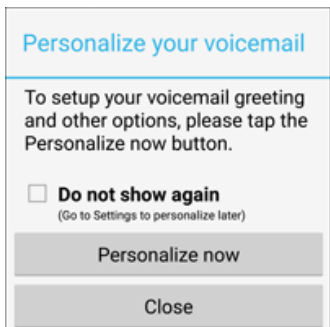 Personalize your voicemail
To setup your voicemail greeting
and other options, please tap the
Personalize now button.
Do not show again
(Go to Settings to personalize later)
Personalize now
Close